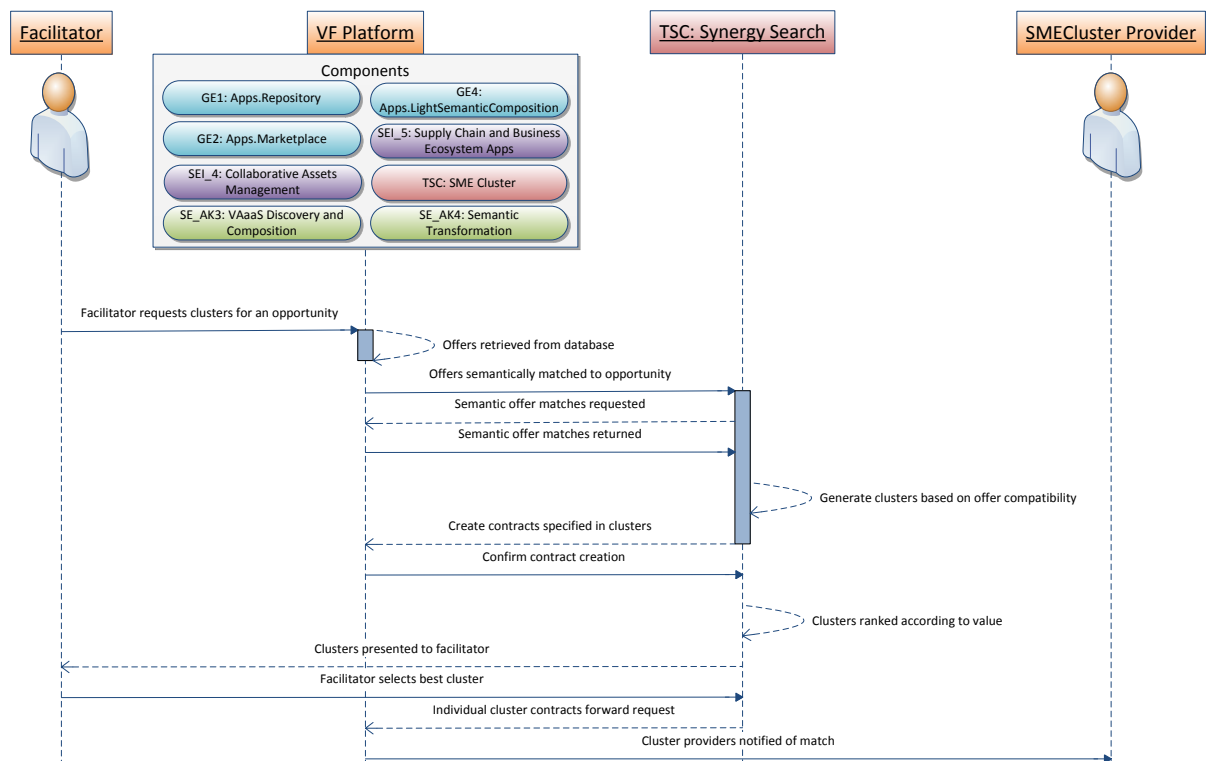 Facilitator
VF Platform
TSC: Synergy Search
SMECluster Provider
Components
GE1: Apps.Repository
GE4:
Apps.LightSemanticComposition
GE2: Apps.Marketplace
SEI_5: Supply Chain and Business
Ecosystem Apps
SEI_4: Collaborative Assets
Management
TSC: SME Cluster
SE_AK3: VAaaS Discovery and
Composition
SE_AK4: Semantic
Transformation
Facilitator requests clusters for an opportunity
Offers retrieved from database
Offers semantically matched to opportunity
Semantic offer matches requested
Semantic offer matches returned
Generate clusters based on offer compatibility
Create contracts specified in clusters
Confirm contract creation
Clusters ranked according to value
Clusters presented to facilitator
Facilitator selects best cluster
Individual cluster contracts forward request
Cluster providers notified of match